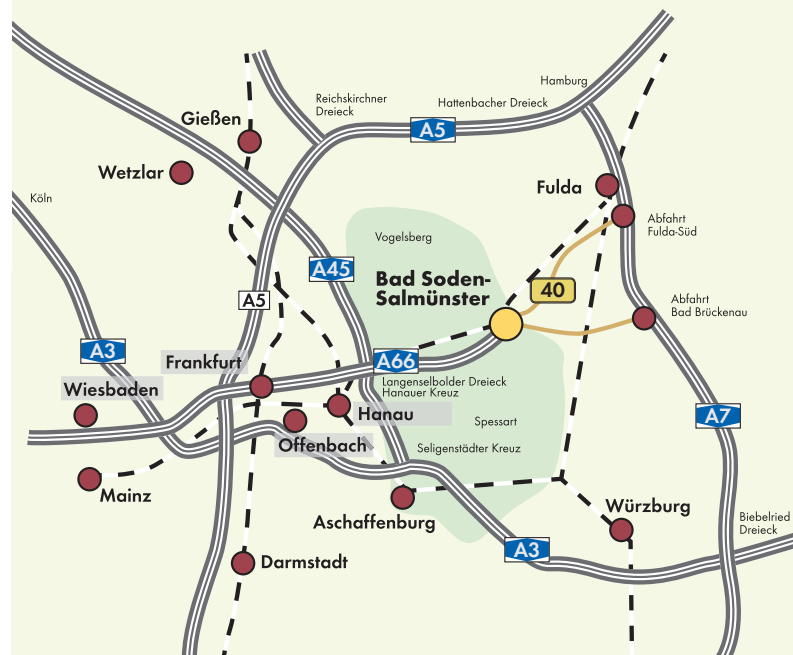 Hamburg
Reichskirchner
Dreieck
Hattenbacher Dreieck
Gießen
A5
Wetzlar
Fulda
Köln
Abfahrt
Fulda-Süd
Vogelsberg
A45
Bad Soden-
Salmünster
40
A5
Abfahrt
Bad Brückenau
A3
Frankfurt
A66
Wiesbaden
Langenselbolder Dreieck
Hanauer Kreuz
Hanau
A7
Spessart
Offenbach
Seligenstädter Kreuz
Mainz
Aschaffenburg
Würzburg
Biebelried
Dreieck
A3
Darmstadt